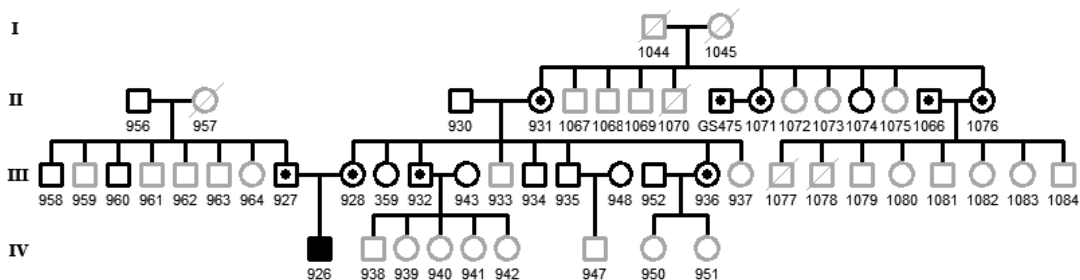 I
1044 1045
II
956 957 930 931 1067 1068 1069 1070 GS475 1071 1072 1073 1074 1075 1066 1076
III
958 959 960 961 962 963 964 927 928 359 932 943 933 934 935 948 952 936 937 1077 1078 1079 1080 1081 1082 1083 1084
IV
926 938 939 940 941 942 947 950 951